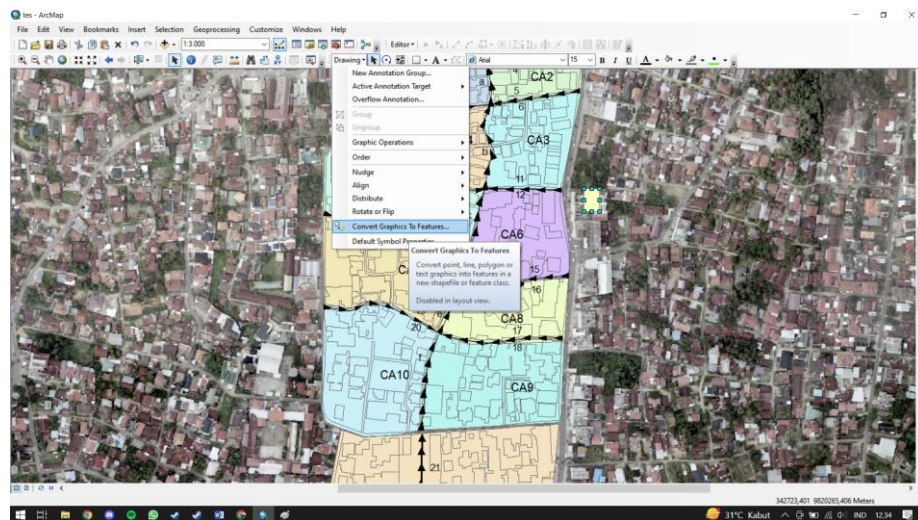 tes - ArcMap
File Edit View Bookmarks Insert Selection Geoprocessing Customize Windows Help
1:3.000 Editor
Drawing A Arial 15 B I U A
New Annotation Group...
Active Annotation Target
Overflow Annotation...
Group
Ungroup
Graphic Operations
Order
Nudge
Align
Distribute
Rotate or Flip
Convert Graphics To Features...
Default Symbol Properties
Convert Graphics To Features
Convert point, line, polygon or
text graphics into features in a
new shapefile or feature class.
Disabled in layout view.
a
CA2
5
6
CA3
b
11
12
CA6
15
16
CA8
17
18
20
CA10
CA9
21
342723,401 9820265,406 Meters
31°C Kabut IND 12.34